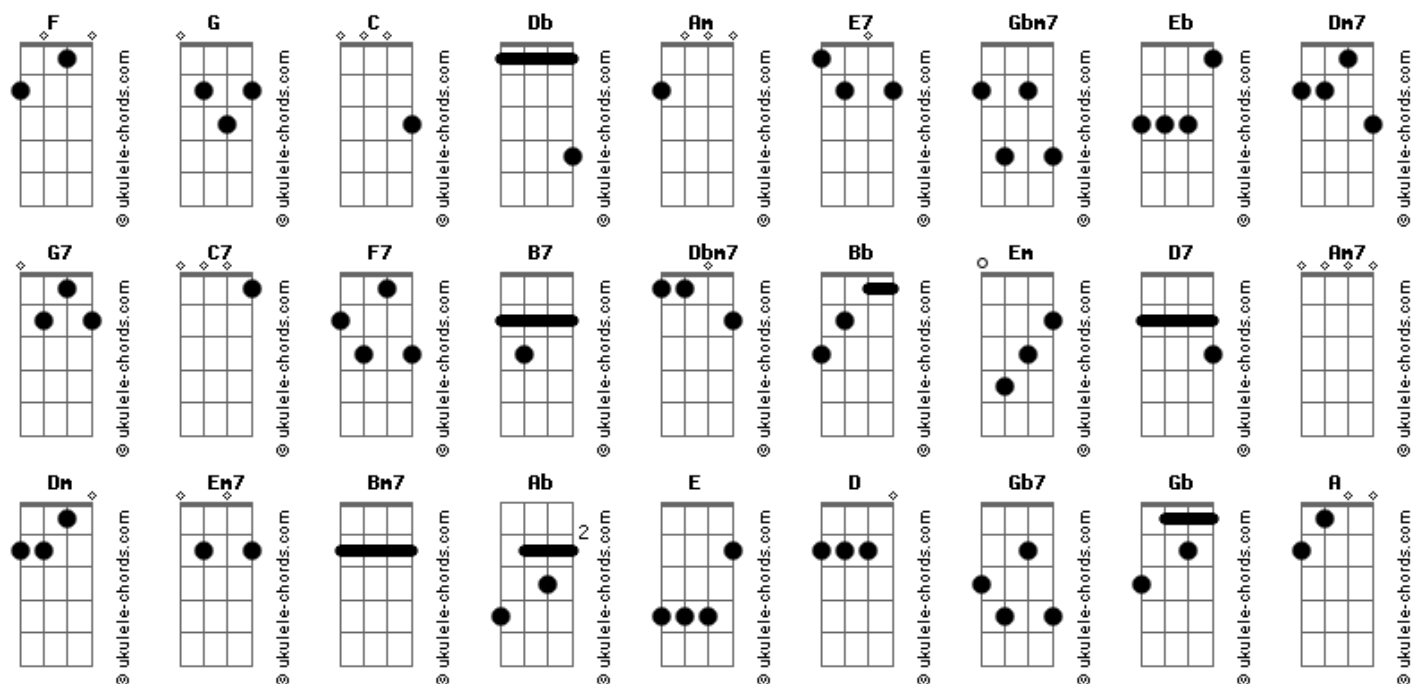 F G C Db Am E7 Gbm7 Eb Dm7
© ukulele-chords.com © ukulele-chords.com © ukulele-chords.com © ukulele-chords.com © ukulele-chords.com © ukulele-chords.com © ukulele-chords.com © ukulele-chords.com © ukulele-chords.com
G7 C7 F7 B7 Dbm7 Bb Em D7 Am7
© ukulele-chords.com © ukulele-chords.com © ukulele-chords.com © ukulele-chords.com © ukulele-chords.com © ukulele-chords.com © ukulele-chords.com © ukulele-chords.com © ukulele-chords.com
Dm Em7 Bm7 Ab E D Gb7 Gb A
2
© ukulele-chords.com © ukulele-chords.com © ukulele-chords.com © ukulele-chords.com © ukulele-chords.com © ukulele-chords.com © ukulele-chords.com © ukulele-chords.com © ukulele-chords.com